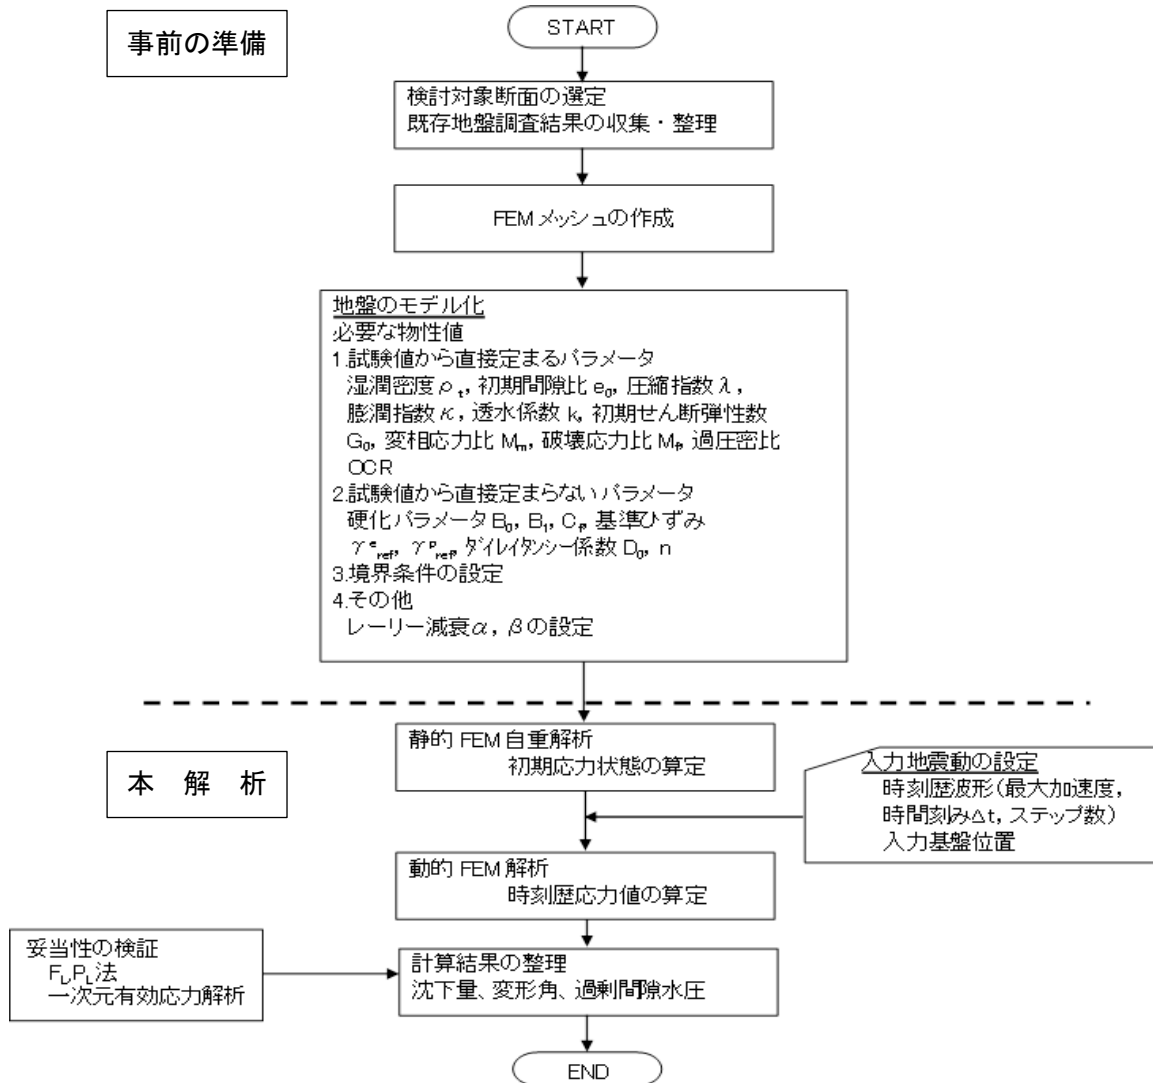 事前の準備
START
検討対象断面の選定
既存地盤調査結果の収集・整理
FEMメッシュの作成
地盤のモデル化
必要な物性値
1.試験値から直接定まるパラメータ
湿潤密度ρt, 初期間隙比e0, 圧縮指数λ,
膨潤指数κ, 透水係数k, 初期せん断弾性数
G0, 変相応力比Mm, 破壊応力比Mf, 過圧密比
OCR
2.試験値から直接定まらないパラメータ
硬化パラメータB0, B1, Cf, 基準ひずみ
γeref, γpref, ダイレイタンシー係数D0, n
3.境界条件の設定
4.その他
レーリー減衰α, βの設定
本 解 析
静的FEM自重解析
初期応力状態の算定
入力地震動の設定
時刻歴波形(最大加速度,
時間刻みΔt, ステップ数)
入力基盤位置
動的FEM解析
時刻歴応力値の算定
妥当性の検証
FL,PL法
一次元有効応力解析
計算結果の整理
沈下量、変形角、過剰間隙水圧
END